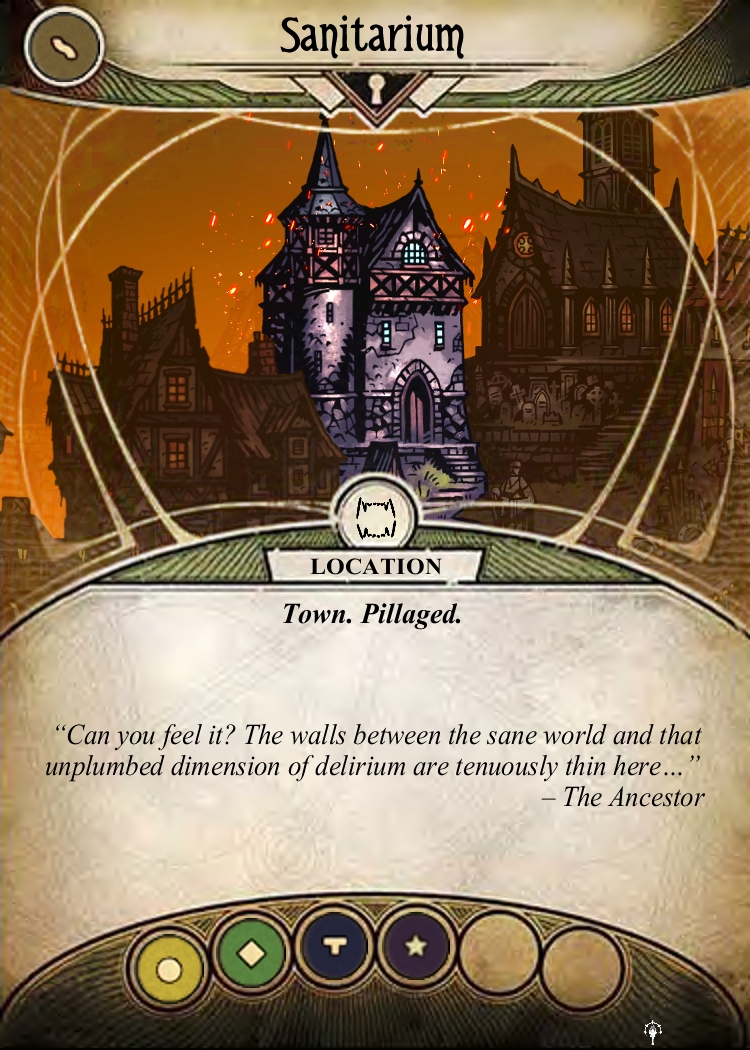 Sanitarium
LOCATION
Town. Pillaged.
“Can you feel it? The walls between the sane world and that
unplumbed dimension of delirium are tenuously thin here…”
– The Ancestor